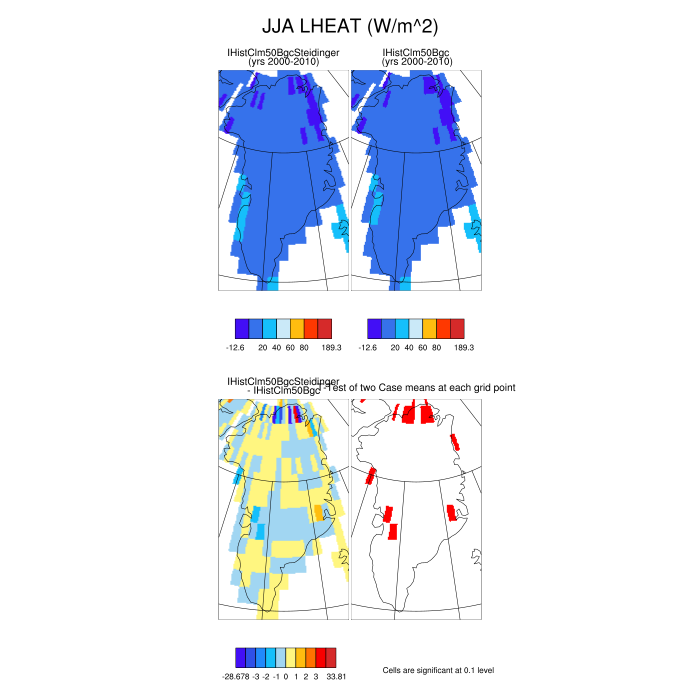 JJA LHEAT (W/m^2)
IHistClm50BgcSteidinger
(yrs 2000-2010)
IHistClm50Bgc
(yrs 2000-2010)
-12.6 20 40 60 80 189.3
-12.6 20 40 60 80 189.3
IHistClm50BgcSteidinger
- IHistClm50Bgc
T-Test of two Case means at each grid point
-28.678 -3 -2 -1 0 1 2 3 33.81
Cells are significant at 0.1 level